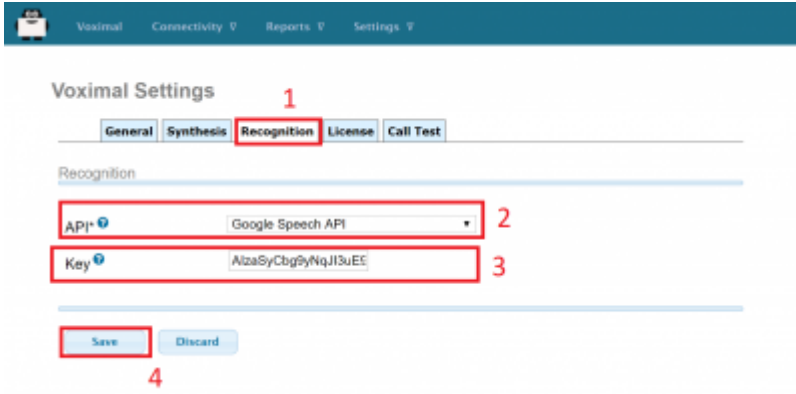 Voximal Connectivity ∇ Reports ∇ Settings ∇
Voximal Settings
1
General Synthesis Recognition License Call Test
Recognition
API* ? Google Speech API ▼ 2
Key ? 3
Save Discard
4